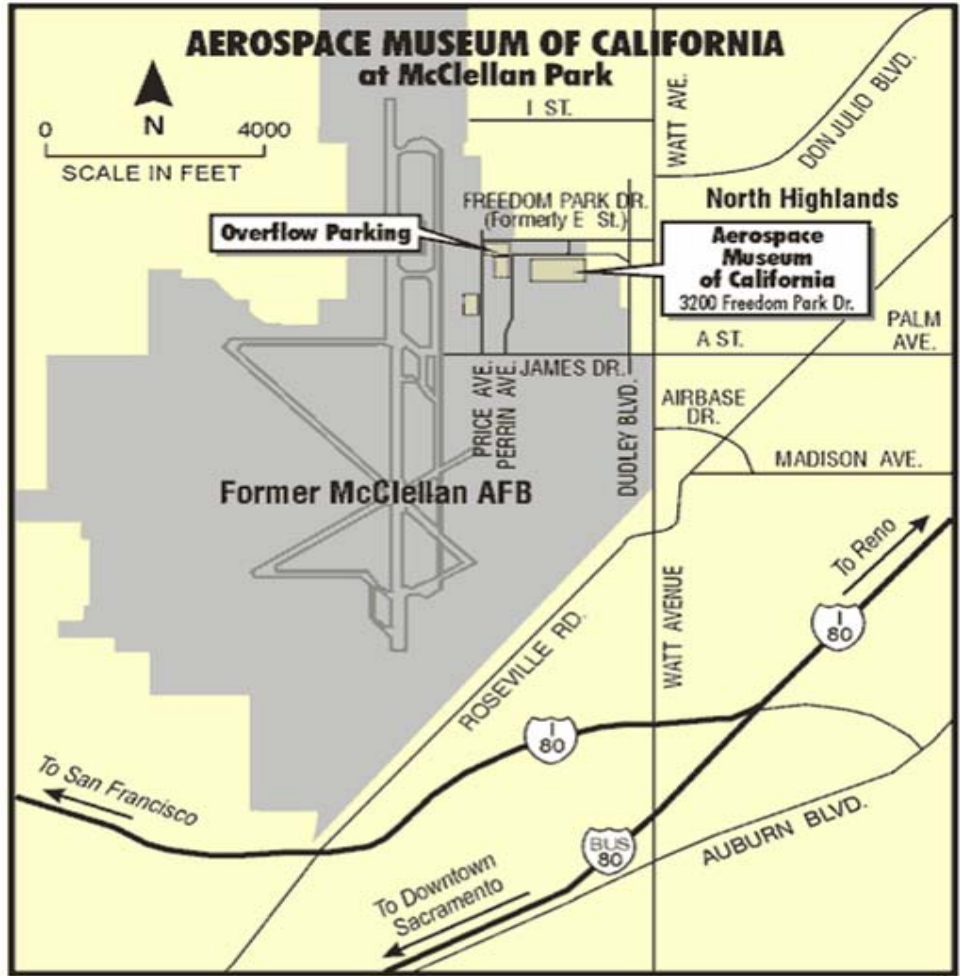 AEROSPACE MUSEUM OF CALIFORNIA
at McClellan Park
N
0 4000
SCALE IN FEET
I ST.
WATT AVE.
DON JULIO BLVD.
North Highlands
FREEDOM PARK DR.
(Formerly E St.)
Overflow Parking
Aerospace
Museum
of California
3200 Freedom Park Dr.
PALM
AVE.
A ST.
JAMES DR.
PRICE AVE.
PERRIN AVE.
DUDLEY BLVD.
AIRBASE
DR.
MADISON AVE.
Former McClellan AFB
To Reno
I
80
WATT AVENUE
ROSEVILLE RD.
I
80
To San Francisco
BUS
80
AUBURN BLVD.
To Downtown
Sacramento